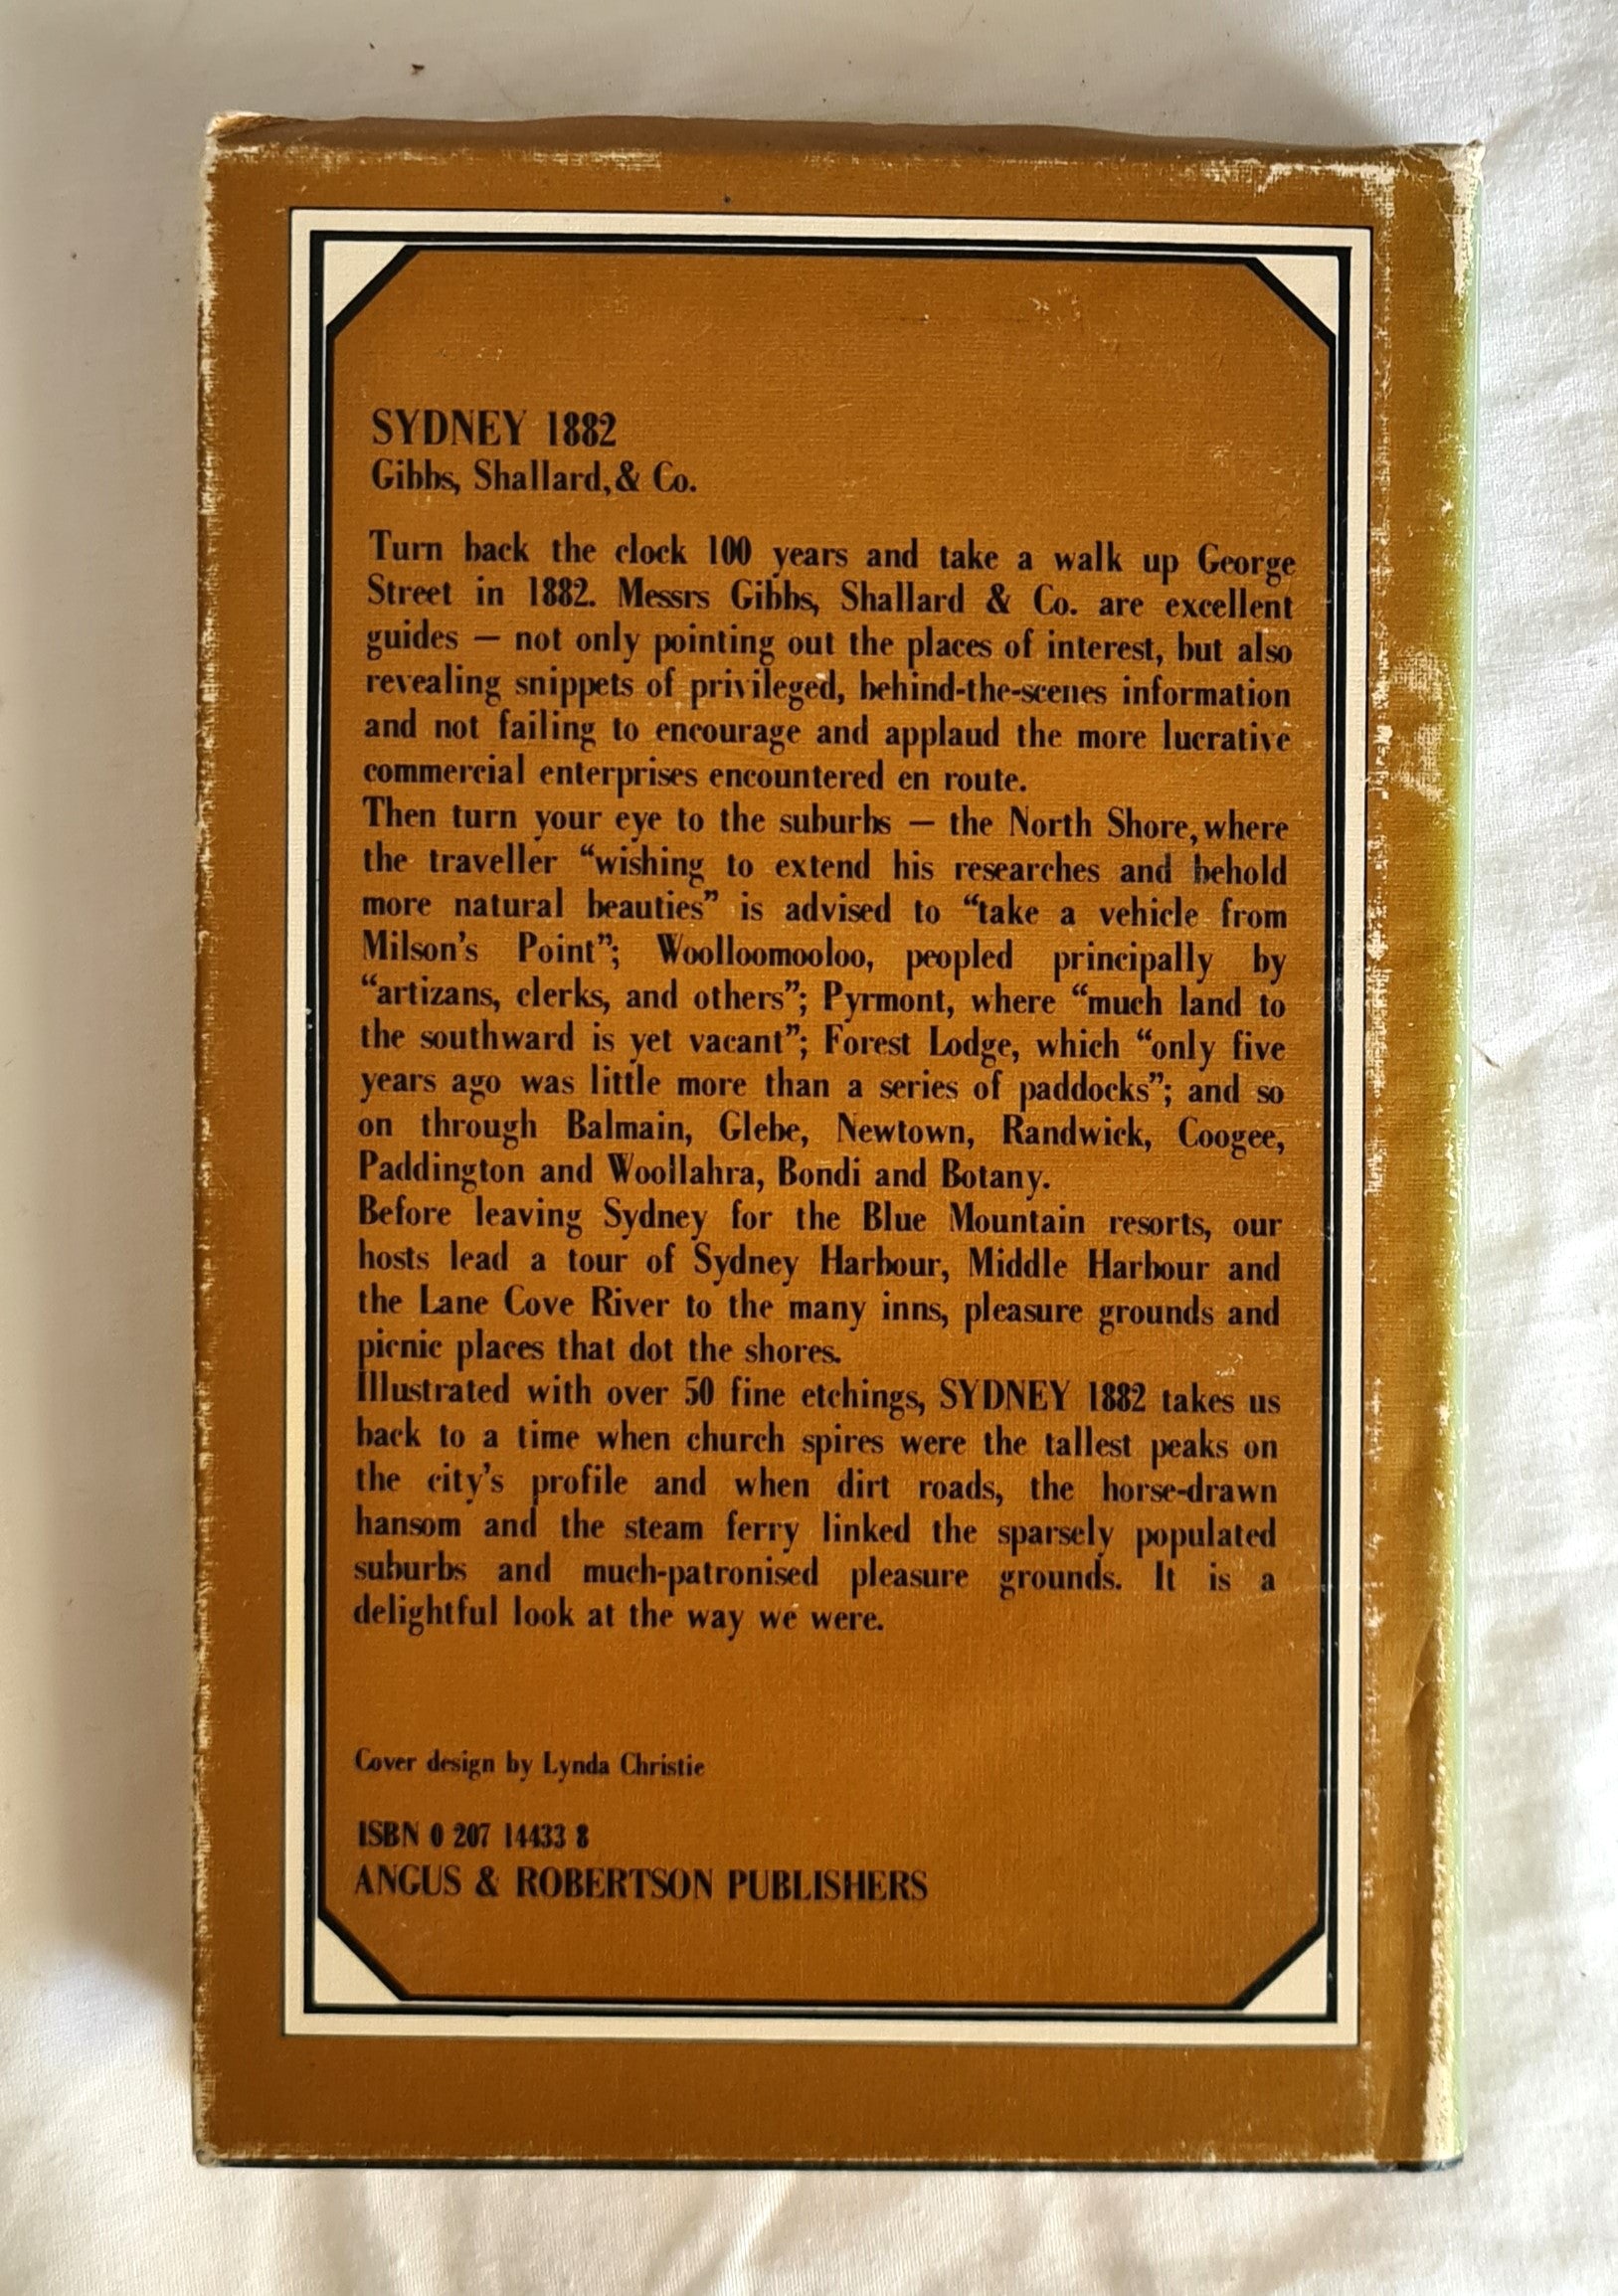 SYDNEY 1882
Gibbs, Shallard, & Co.
Turn back the clock 100 years and take a walk up George
Street in 1882. Messrs Gibbs, Shallard & Co. are excellent
guides — not only pointing out the places of interest, but also
revealing snippets of privileged, behind-the-scenes information
and not failing to encourage and applaud the more lucrative
commercial enterprises encountered en route.
Then turn your eye to the suburbs — the North Shore, where
the traveller “wishing to extend his researches and behold
more natural beauties” is advised to “take a vehicle from
Milson's Point”; Woolloomooloo, peopled principally by
“artizans, clerks, and others”; Pyrmont, where “much land to
the southward is yet vacant”; Forest Lodge, which “only five
years ago was little more than a series of paddocks”; and so
on through Balmain, Glebe, Newtown, Randwick, Coogee,
Paddington and Woollahra, Bondi and Botany.
Before leaving Sydney for the Blue Mountain resorts, our
hosts lead a tour of Sydney Harbour, Middle Harbour and
the Lane Cove River to the many inns, pleasure grounds and
picnic places that dot the shores.
Illustrated with over 50 fine etchings, SYDNEY 1882 takes us
back to a time when church spires were the tallest peaks on
the city's profile and when dirt roads, the horse-drawn
hansom and the steam ferry linked the sparsely populated
suburbs and much-patronised pleasure grounds. It is a
delightful look at the way we were.
Cover design by Lynda Christie
ISBN 0 207 14433 8
ANGUS & ROBERTSON PUBLISHERS